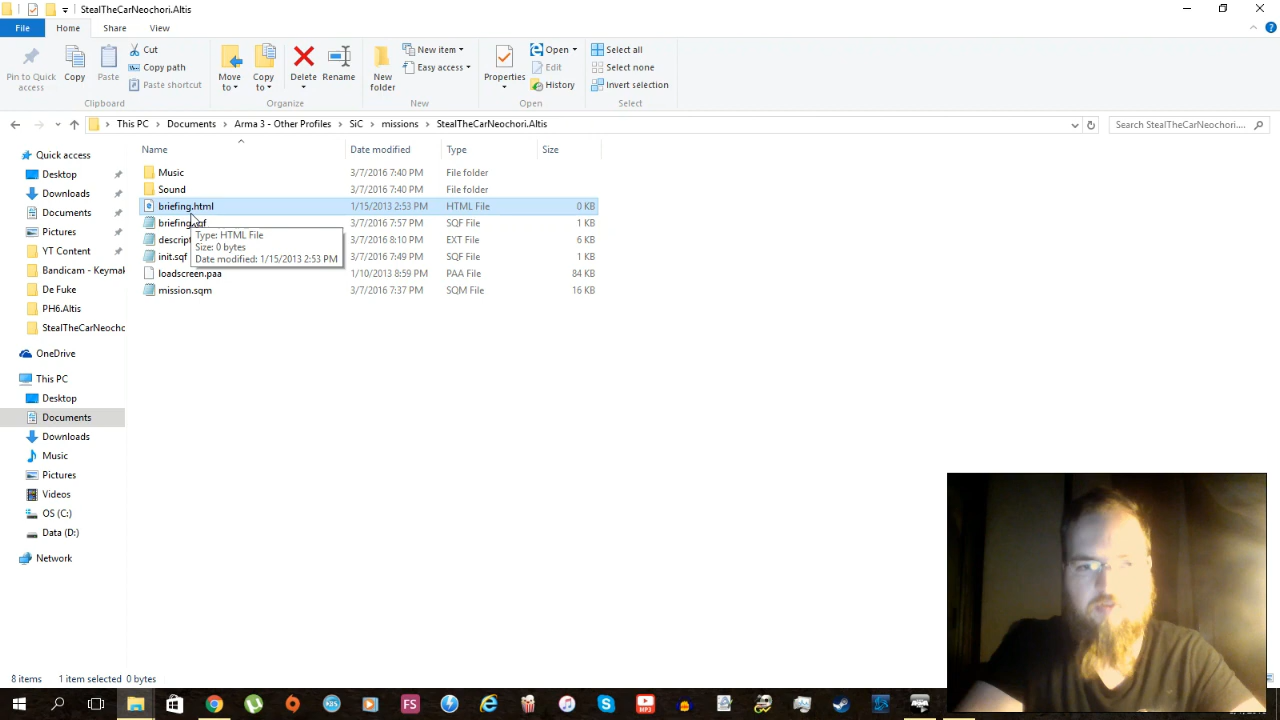 StealTheCarNeochori.Altis
File
Home
Share
View
Pin to Quick
access
Copy
Paste
Cut
Copy path
Paste shortcut
Clipboard
Move
to
Copy
to
Delete
Rename
Organize
New
folder
New item
Easy access
New
Properties
Open
Edit
History
Open
Select all
Select none
Invert selection
Select
This PC
Documents
Arma 3 - Other Profiles
SiC
missions
StealTheCarNeochori.Altis
Search StealTheCarNeochori....
Name
Date modified
Type
Size
Music
3/7/2016 7:40 PM
File folder
Sound
3/7/2016 7:40 PM
File folder
briefing.html
1/15/2013 2:53 PM
HTML File
0 KB
briefing.sqf
3/7/2016 7:57 PM
SQF File
1 KB
descript
3/7/2016 8:10 PM
EXT File
6 KB
init.sqf
3/7/2016 7:49 PM
SQF File
1 KB
loadscreen.paa
1/10/2013 8:59 PM
PAA File
84 KB
mission.sqm
3/7/2016 7:37 PM
SQM File
16 KB
Type: HTML File
Size: 0 bytes
Date modified: 1/15/2013 2:53 PM
Quick access
Desktop
Downloads
Documents
Pictures
YT Content
Bandicam - Keymak
De Fuke
PH6.Altis
StealTheCarNeocho
OneDrive
This PC
Desktop
Documents
Downloads
Music
Pictures
Videos
OS (C:)
Data (D:)
Network
8 items
1 item selected 0 bytes
FS
MP3